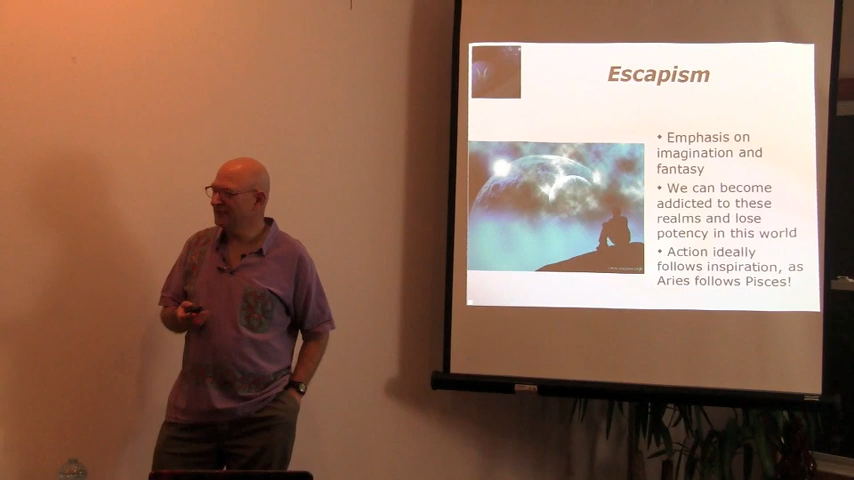 Escapism
• Emphasis on
imagination and
fantasy
• We can become
addicted to these
realms and lose
potency in this world
• Action ideally
follows inspiration, as
Aries follows Pisces!